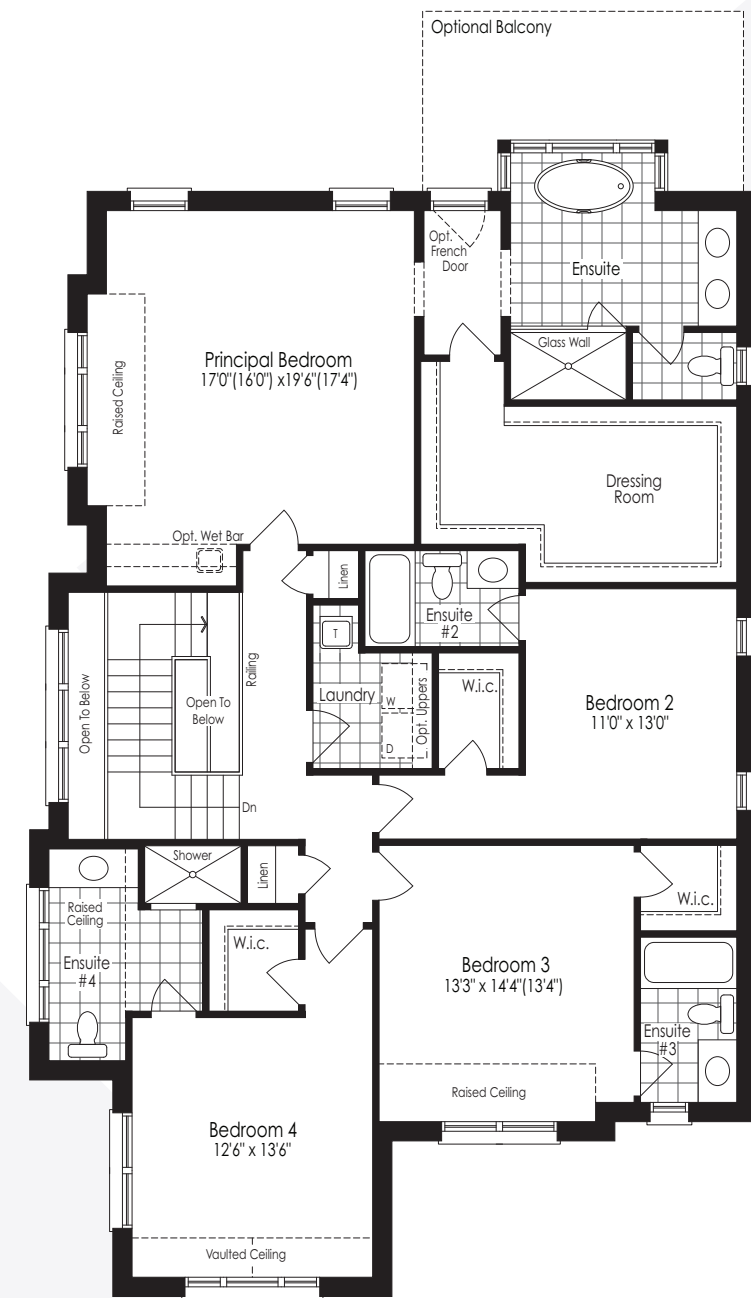 Optional Balcony
Opt.
French
Door
Ensuite
Glass Wall
Principal Bedroom
17'0"(16'0") x19'6"(17'4")
Raised Ceiling
Dressing
Room
Opt. Wet Bar
Linen
Ensuite
#2
T
Laundry
W
D
Opt. Uppers
W.i.c.
Bedroom 2
11'0" x 13'0"
Open To Below
Open To
Below
Railing
Dn
Shower
Linen
Raised
Ceiling
Ensuite
#4
W.i.c.
W.i.c.
Bedroom 3
13'3" x 14'4"(13'4")
Ensuite
#3
Raised Ceiling
Bedroom 4
12'6" x 13'6"
Vaulted Ceiling